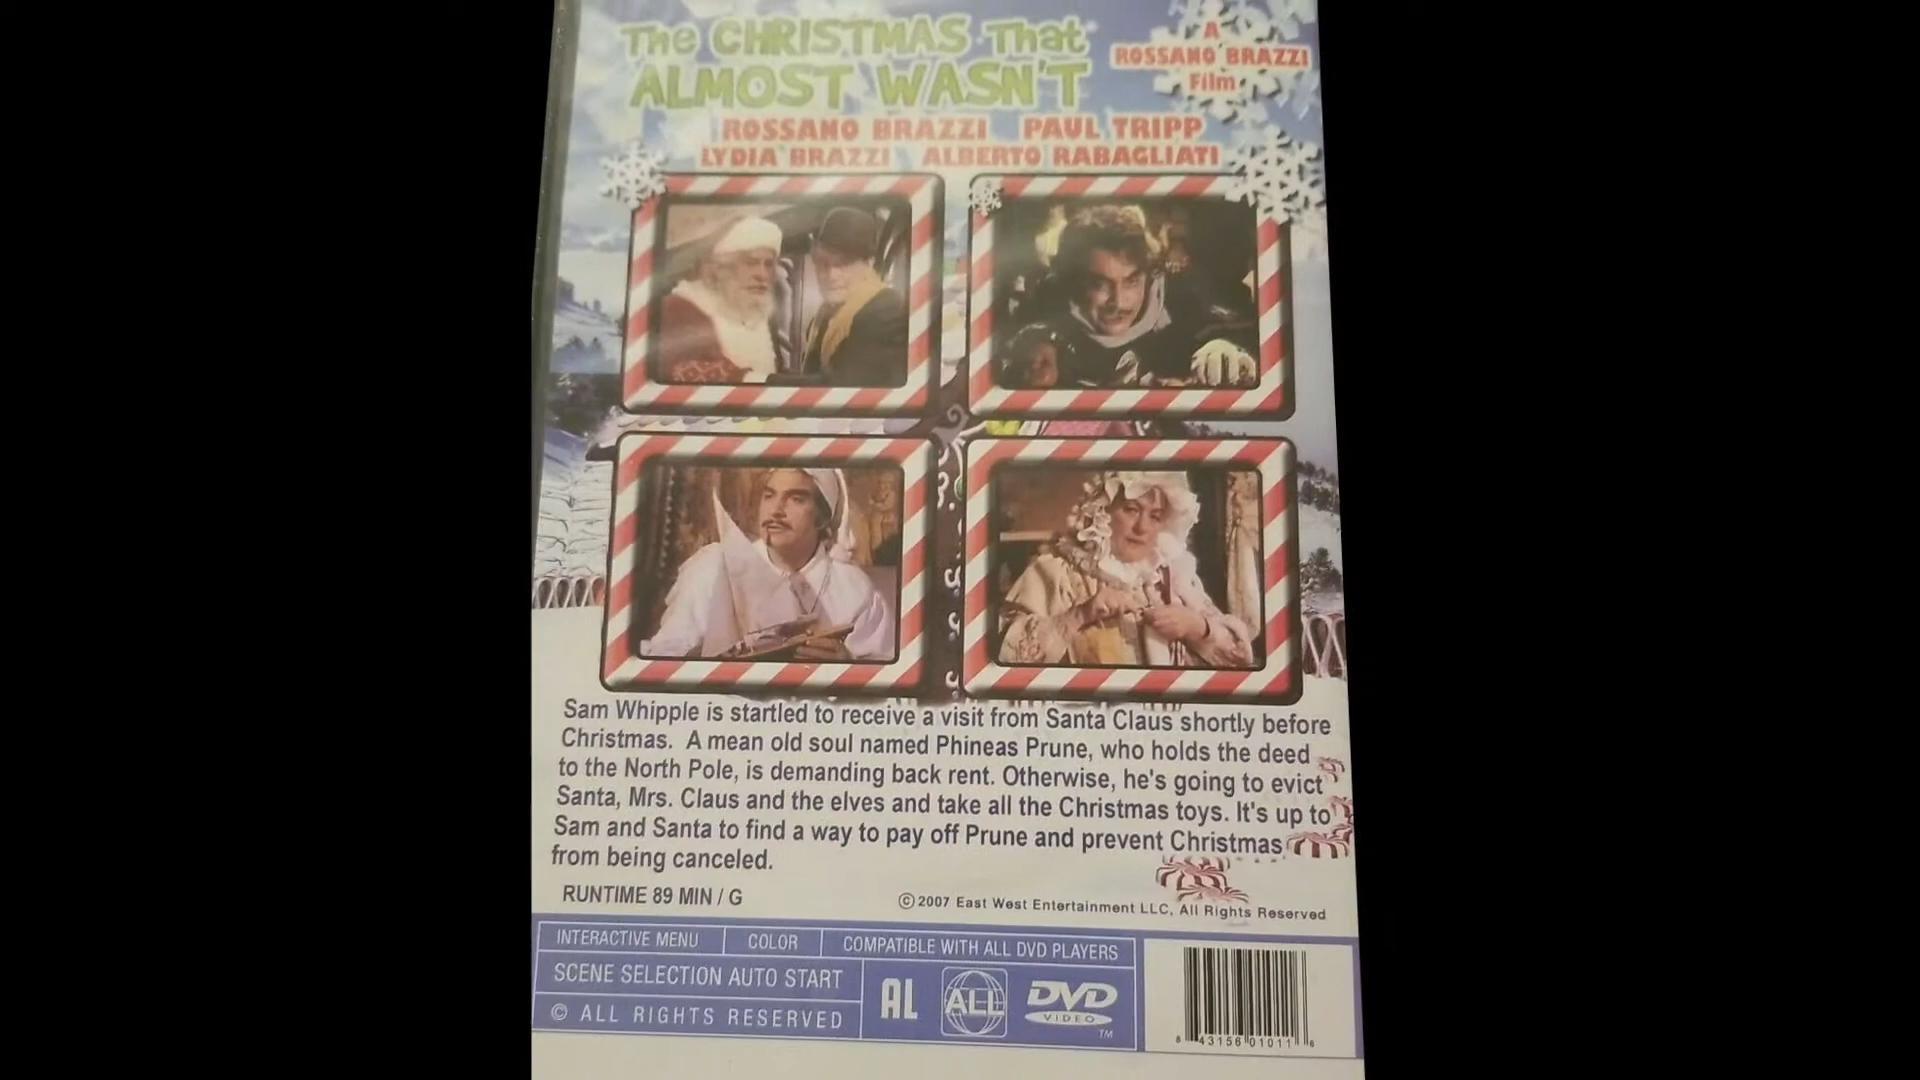 The CHRISTMAS That
ALMOST WASN'T
A
ROSSANO BRAZZI
Film
ROSSANO BRAZZI PAUL TRIPP
LYDIA BRAZZI ALBERTO RABAGLIATI
Sam Whipple is startled to receive a visit from Santa Claus shortly before
Christmas. A mean old soul named Phineas Prune, who holds the deed
to the North Pole, is demanding back rent. Otherwise, he's going to evict
Santa, Mrs. Claus and the elves and take all the Christmas toys. It's up to
Sam and Santa to find a way to pay off Prune and prevent Christmas
from being canceled.
RUNTIME 89 MIN / G
©2007 East West Entertainment LLC, All Rights Reserved
INTERACTIVE MENU COLOR COMPATIBLE WITH ALL DVD PLAYERS
SCENE SELECTION AUTO START
© ALL RIGHTS RESERVED
AL ALL DVD
VIDEO
TM
8 43156 01011 6